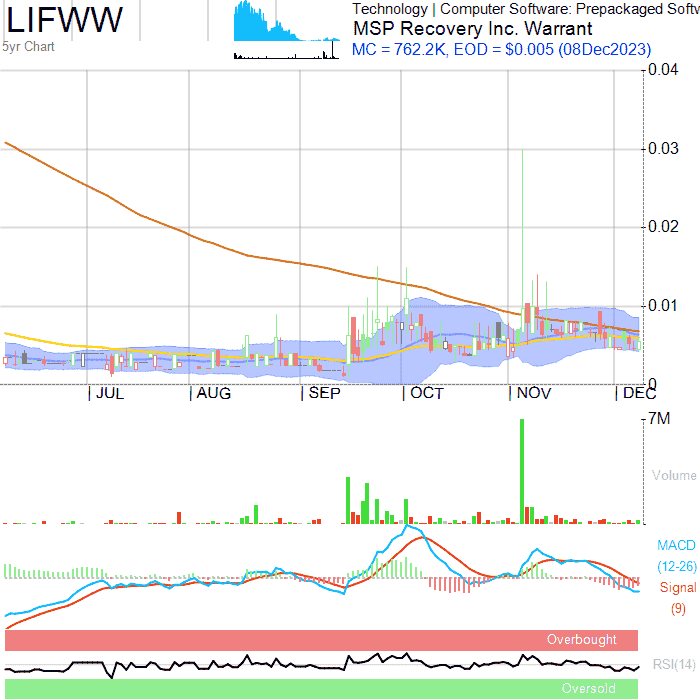 LIFWW
5yr Chart
Technology | Computer Software: Prepackaged Softw
MSP Recovery Inc. Warrant
MC = 762.2K, EOD = $0.005 (08Dec2023)
0.04
0.03
0.02
0.01
0
JUL AUG SEP OCT NOV DEC
7M
Volume
MACD
(12-26)
Signal
(9)
Overbought
RSI(14)
Oversold